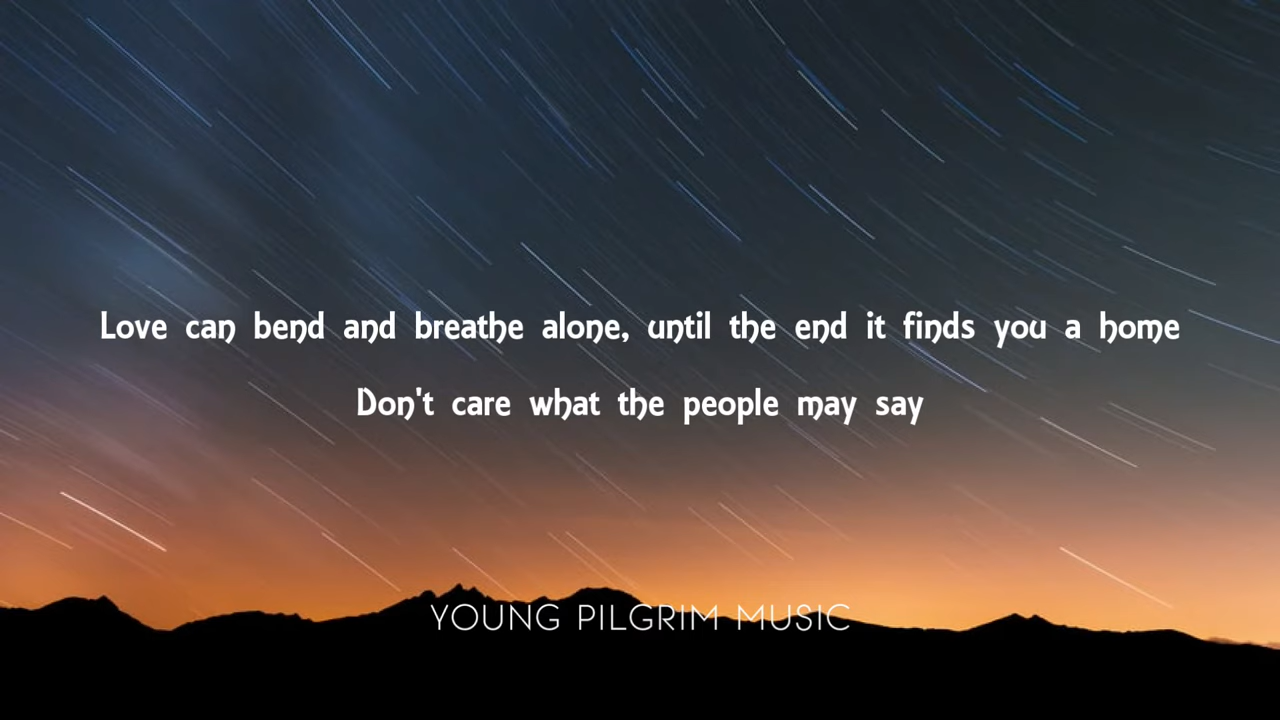 Love can bend and breathe alone, until the end it finds you a home
Don't care what the people may say
YOUNG PILGRIM MUSIC